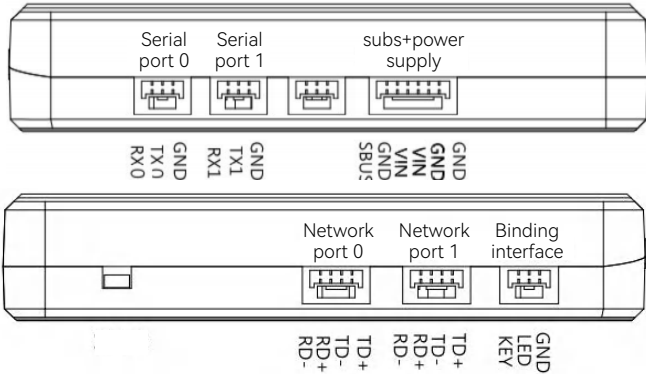 Serial port 0
Serial port 1
subs+power supply
RX0
TX0
GND
RX1
TX1
GND
SBUS
GND
VIN
VIN
GND
GND
Network port 0
Network port 1
Binding interface
RD-
RD+
TD-
TD+
RD-
RD+
TD-
TD+
KEY
LED
GND